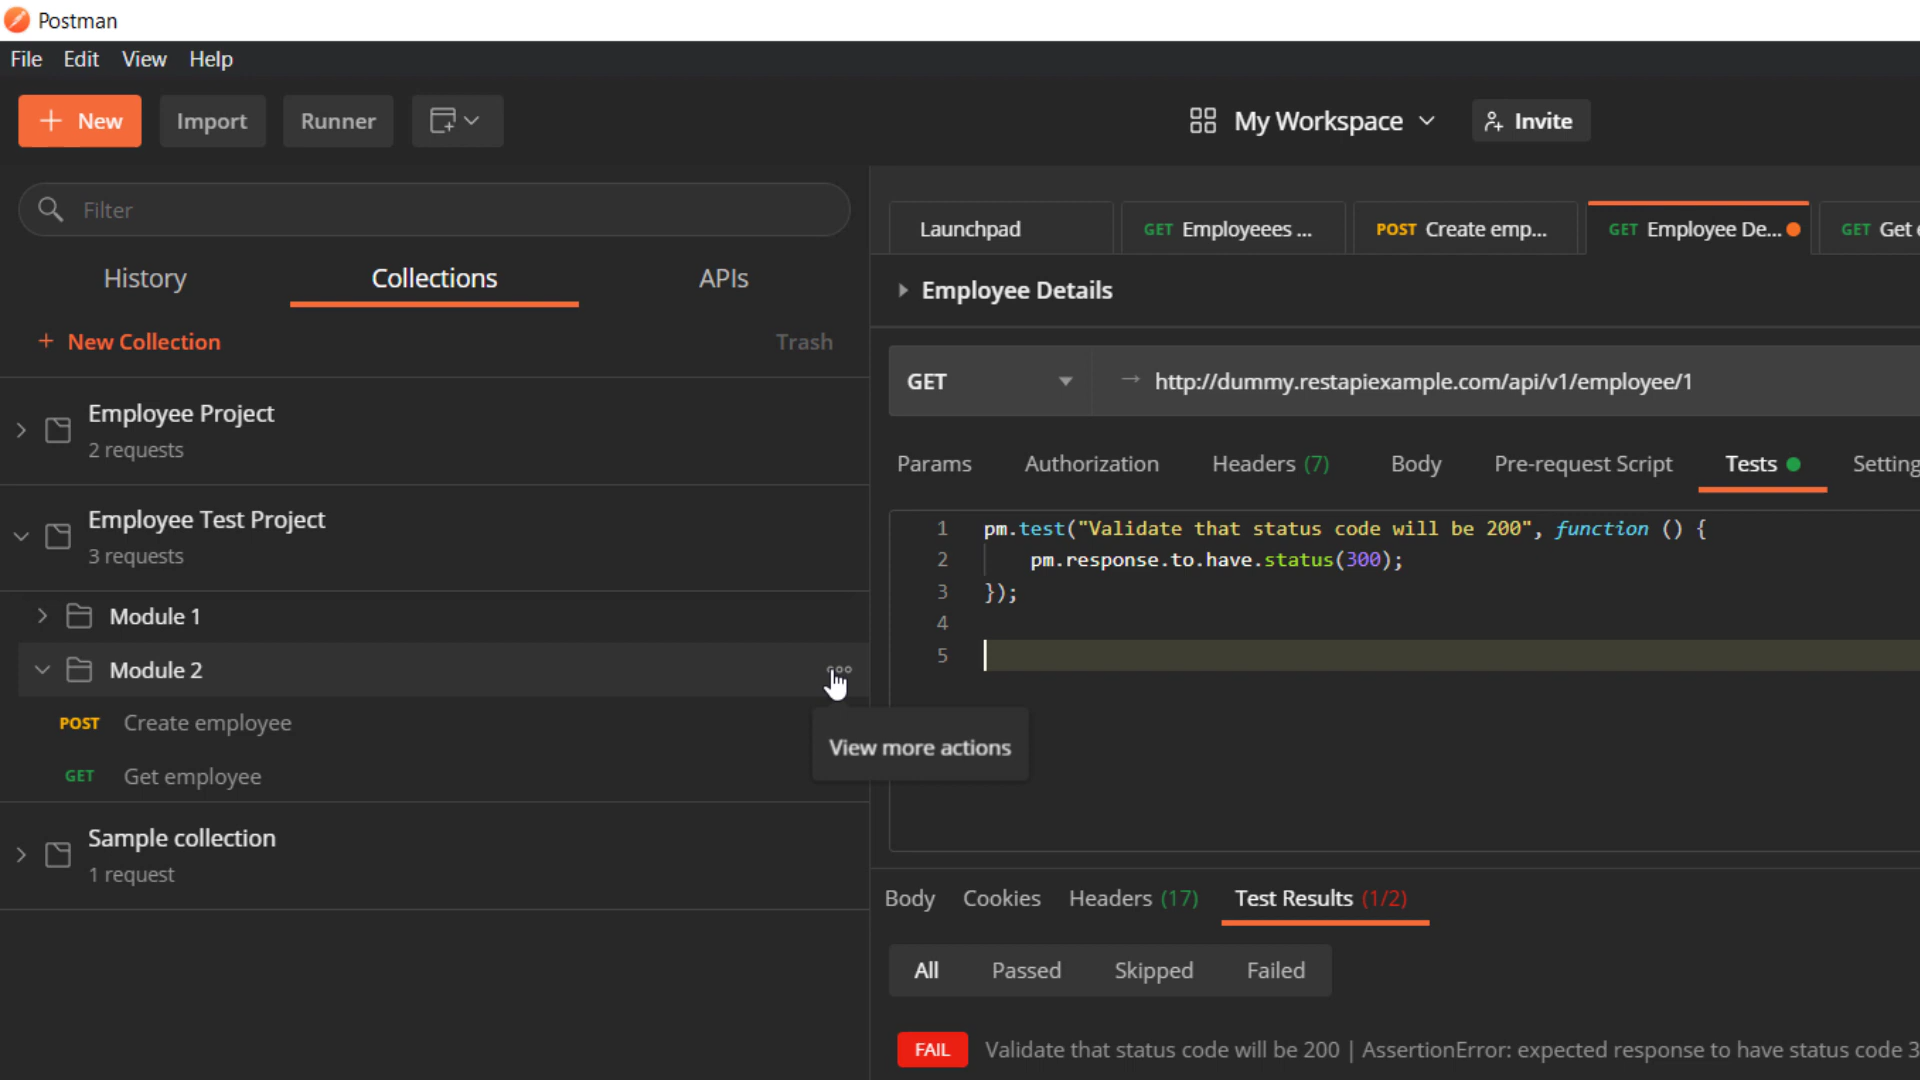 Postman
File Edit View Help
+ New Import Runner My Workspace Invite
Filter
History Collections APIs
+ New Collection Trash
Employee Project
2 requests
Employee Test Project
3 requests
Module 1
Module 2
POST Create employee
GET Get employee
Sample collection
1 request
View more actions
Launchpad GET Employeees ... POST Create emp... GET Employee De... GET Get
Employee Details
GET → http://dummy.restapiexample.com/api/v1/employee/1
Params Authorization Headers (7) Body Pre-request Script Tests Setting
1 pm.test("Validate that status code will be 200", function () {
2 pm.response.to.have.status(300);
3 });
4
5
Body Cookies Headers (17) Test Results (1/2)
All Passed Skipped Failed
FAIL Validate that status code will be 200 | AssertionError: expected response to have status code 3